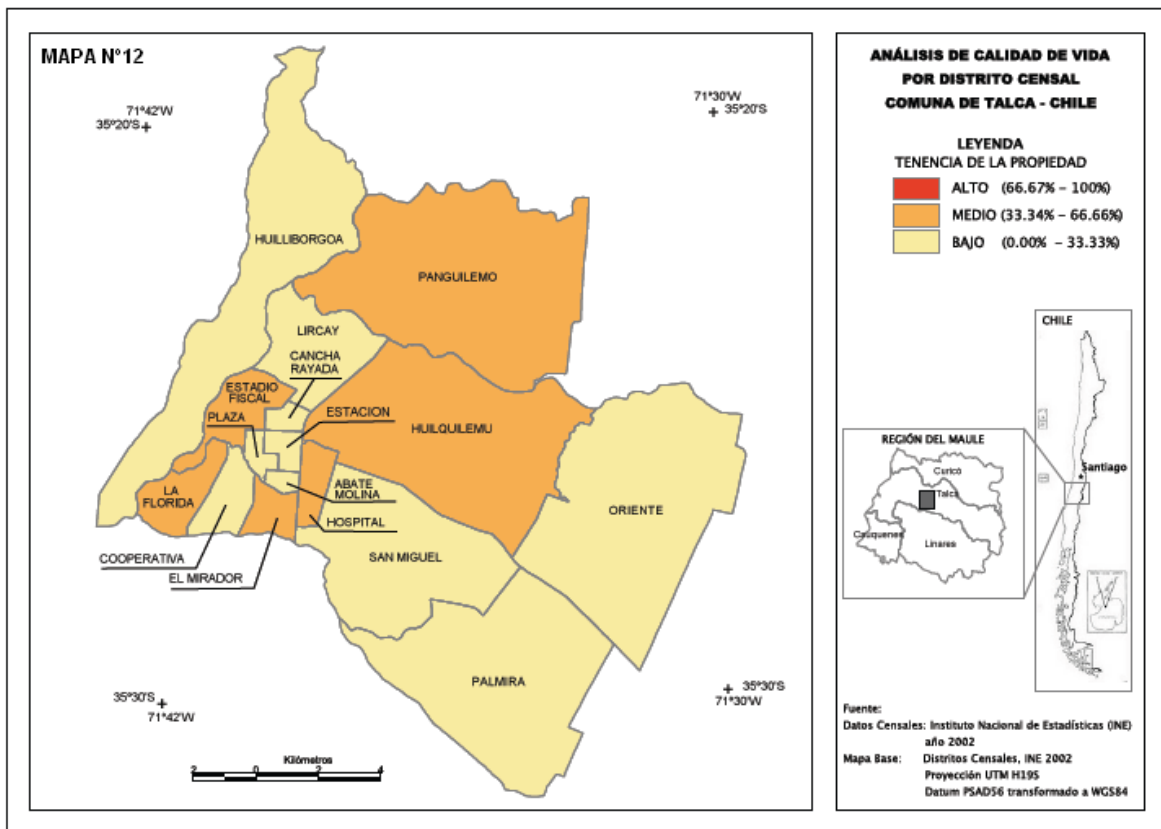 MAPA N°12
71°42'W
35°20'S
71°30'W
35°20'S
HUILLIBORGOA
PANGUILEMO
LIRCAY
CANCHA
RAYADA
ESTADIO
FISCAL
PLAZA
ESTACION
HUILQUILEMU
ABATE
MOLINA
LA
FLORIDA
HOSPITAL
ORIENTE
COOPERATIVA
SAN MIGUEL
EL MIRADOR
PALMIRA
35°30'S
71°42'W
35°30'S
71°30'W
Kilómetros
2 0 2 4
ANÁLISIS DE CALIDAD DE VIDA
POR DISTRITO CENSAL
COMUNA DE TALCA - CHILE
LEYENDA
TENENCIA DE LA PROPIEDAD
ALTO (66.67% - 100%)
MEDIO (33.34% - 66.66%)
BAJO (0.00% - 33.33%)
CHILE
Santiago
REGIÓN DEL MAULE
Curicó
Talca
Cauquenes
Linares
Fuente:
Datos Censales: Instituto Nacional de Estadísticas (INE)
año 2002
Mapa Base: Distritos Censales, INE 2002
Proyección UTM H19S
Datum PSAD56 transformado a WGS84